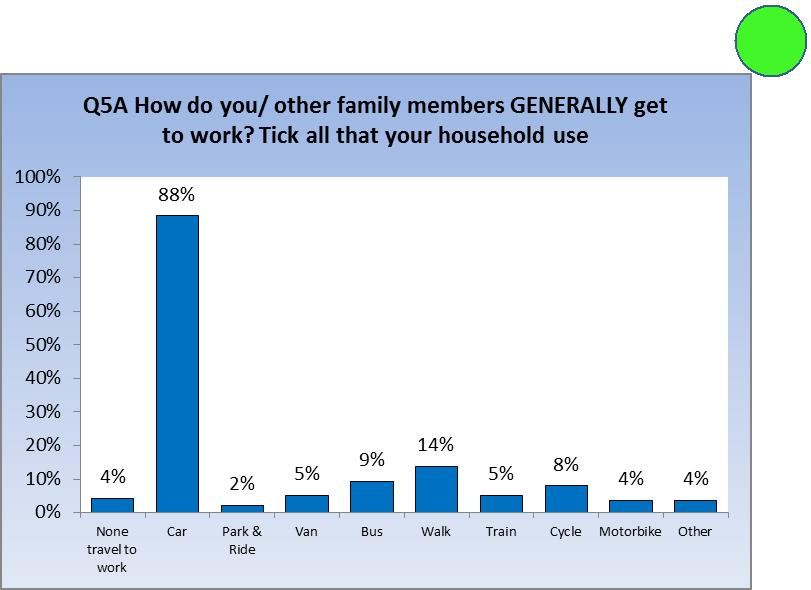 Q5A How do you/ other family members GENERALLY get
to work? Tick all that your household use
100%
90%
80%
70%
60%
50%
40%
30%
20%
10%
0%
4%
88%
2%
5%
9%
14%
5%
8%
4%
4%
None
travel to
work
Car
Park &
Ride
Van
Bus
Walk
Train
Cycle
Motorbike
Other